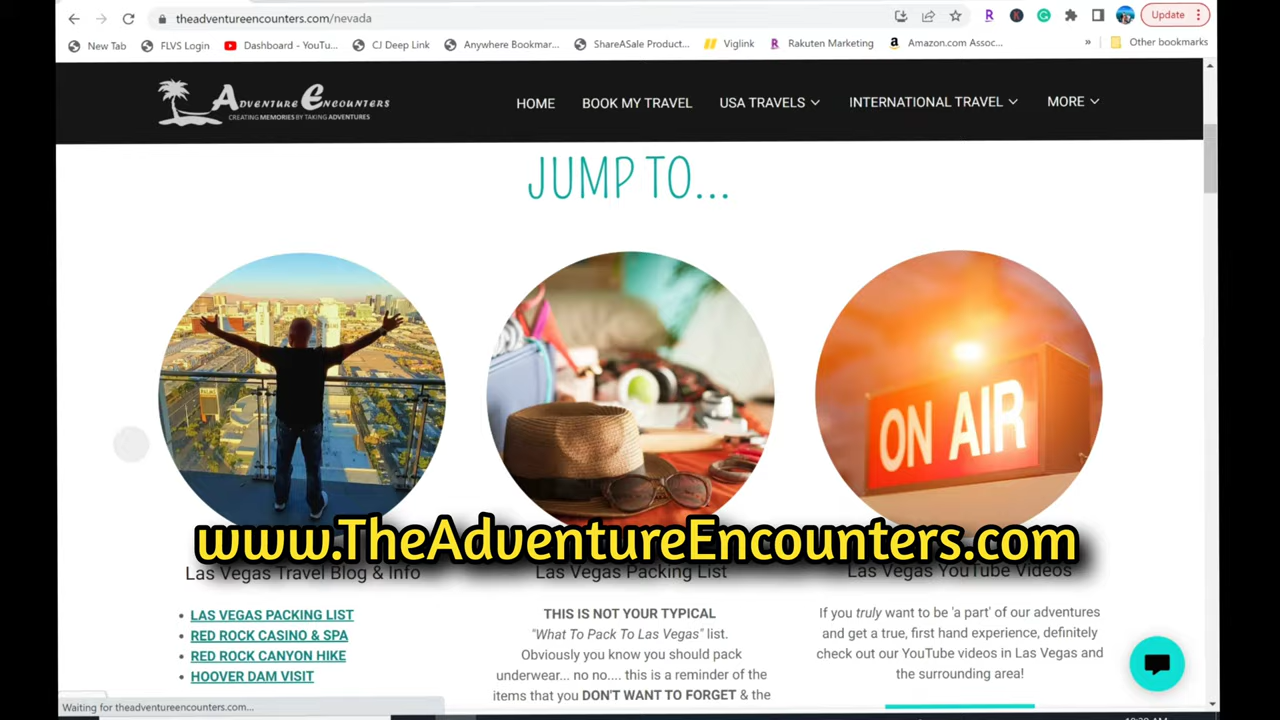 theadventureencounters.com/nevada
Update
New Tab
FLVS Login
Dashboard - YouTu...
CJ Deep Link
Anywhere Bookmar...
ShareASale Product...
Viglink
Rakuten Marketing
Amazon.com Assoc...
»
Other bookmarks
ADVENTURE ENCOUNTERS
CREATING MEMORIES BY TAKING ADVENTURES
HOME
BOOK MY TRAVEL
USA TRAVELS
INTERNATIONAL TRAVEL
MORE
JUMP TO...
ON AIR
www.TheAdventureEncounters.com
Las Vegas Travel Blog & Info
Las Vegas Packing List
Las Vegas YouTube Videos
• LAS VEGAS PACKING LIST
• RED ROCK CASINO & SPA
• RED ROCK CANYON HIKE
• HOOVER DAM VISIT
THIS IS NOT YOUR TYPICAL
"What To Pack To Las Vegas" list.
Obviously you know you should pack
underwear... no no.... this is a reminder of the
items that you DON'T WANT TO FORGET & the
If you truly want to be 'a part' of our adventures
and get a true, first hand experience, definitely
check out our YouTube videos in Las Vegas and
the surrounding area!
Waiting for theadventureencounters.com...